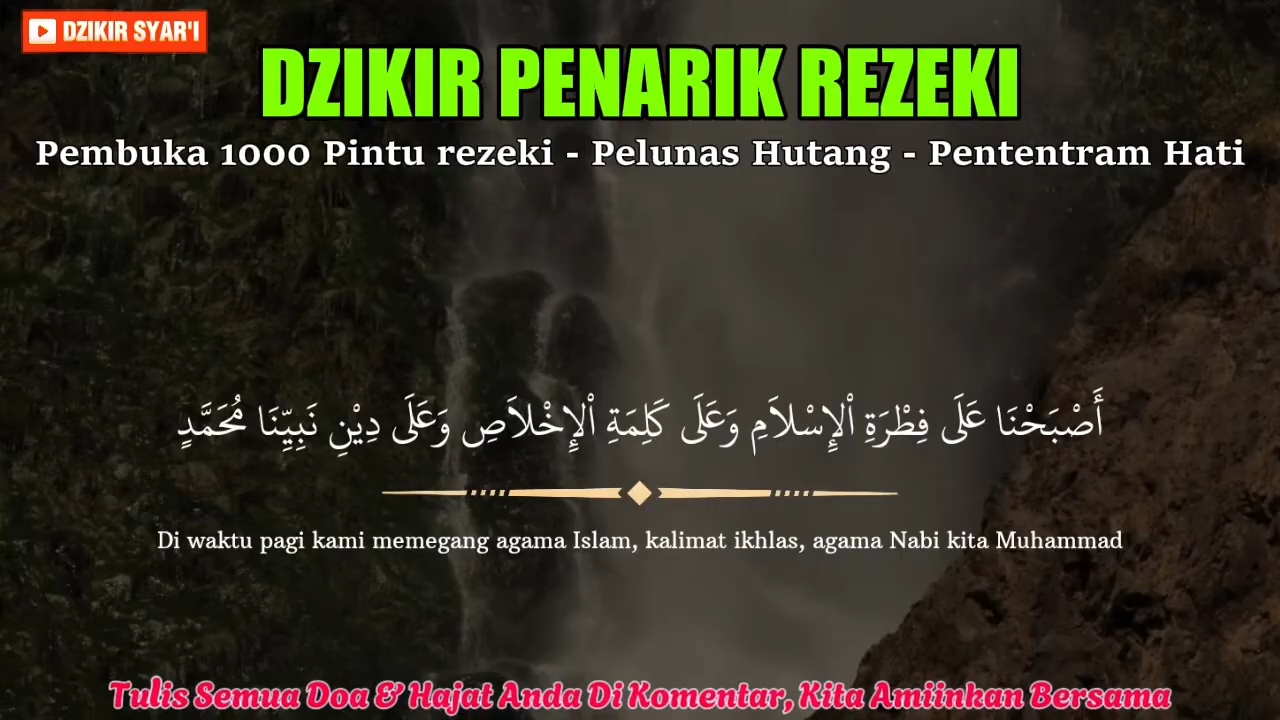 DZIKIR SYAR'I
DZIKIR PENARIK REZEKI
Pembuka 1000 Pintu rezeki - Pelunas Hutang - Pententram Hati
أَصْبَحْنَا عَلَى فِطْرَةِ اْلإِسْلاَمِ وَعَلَى كَلِمَةِ اْلإِخْلاَصِ وَعَلَى دِيْنِ نَبِيِّنَا مُحَمَّدٍ
Di waktu pagi kami memegang agama Islam, kalimat ikhlas, agama Nabi kita Muhammad
Tulis Semua Doa & Hajat Anda Di Komentar, Kita Amiinkan Bersama